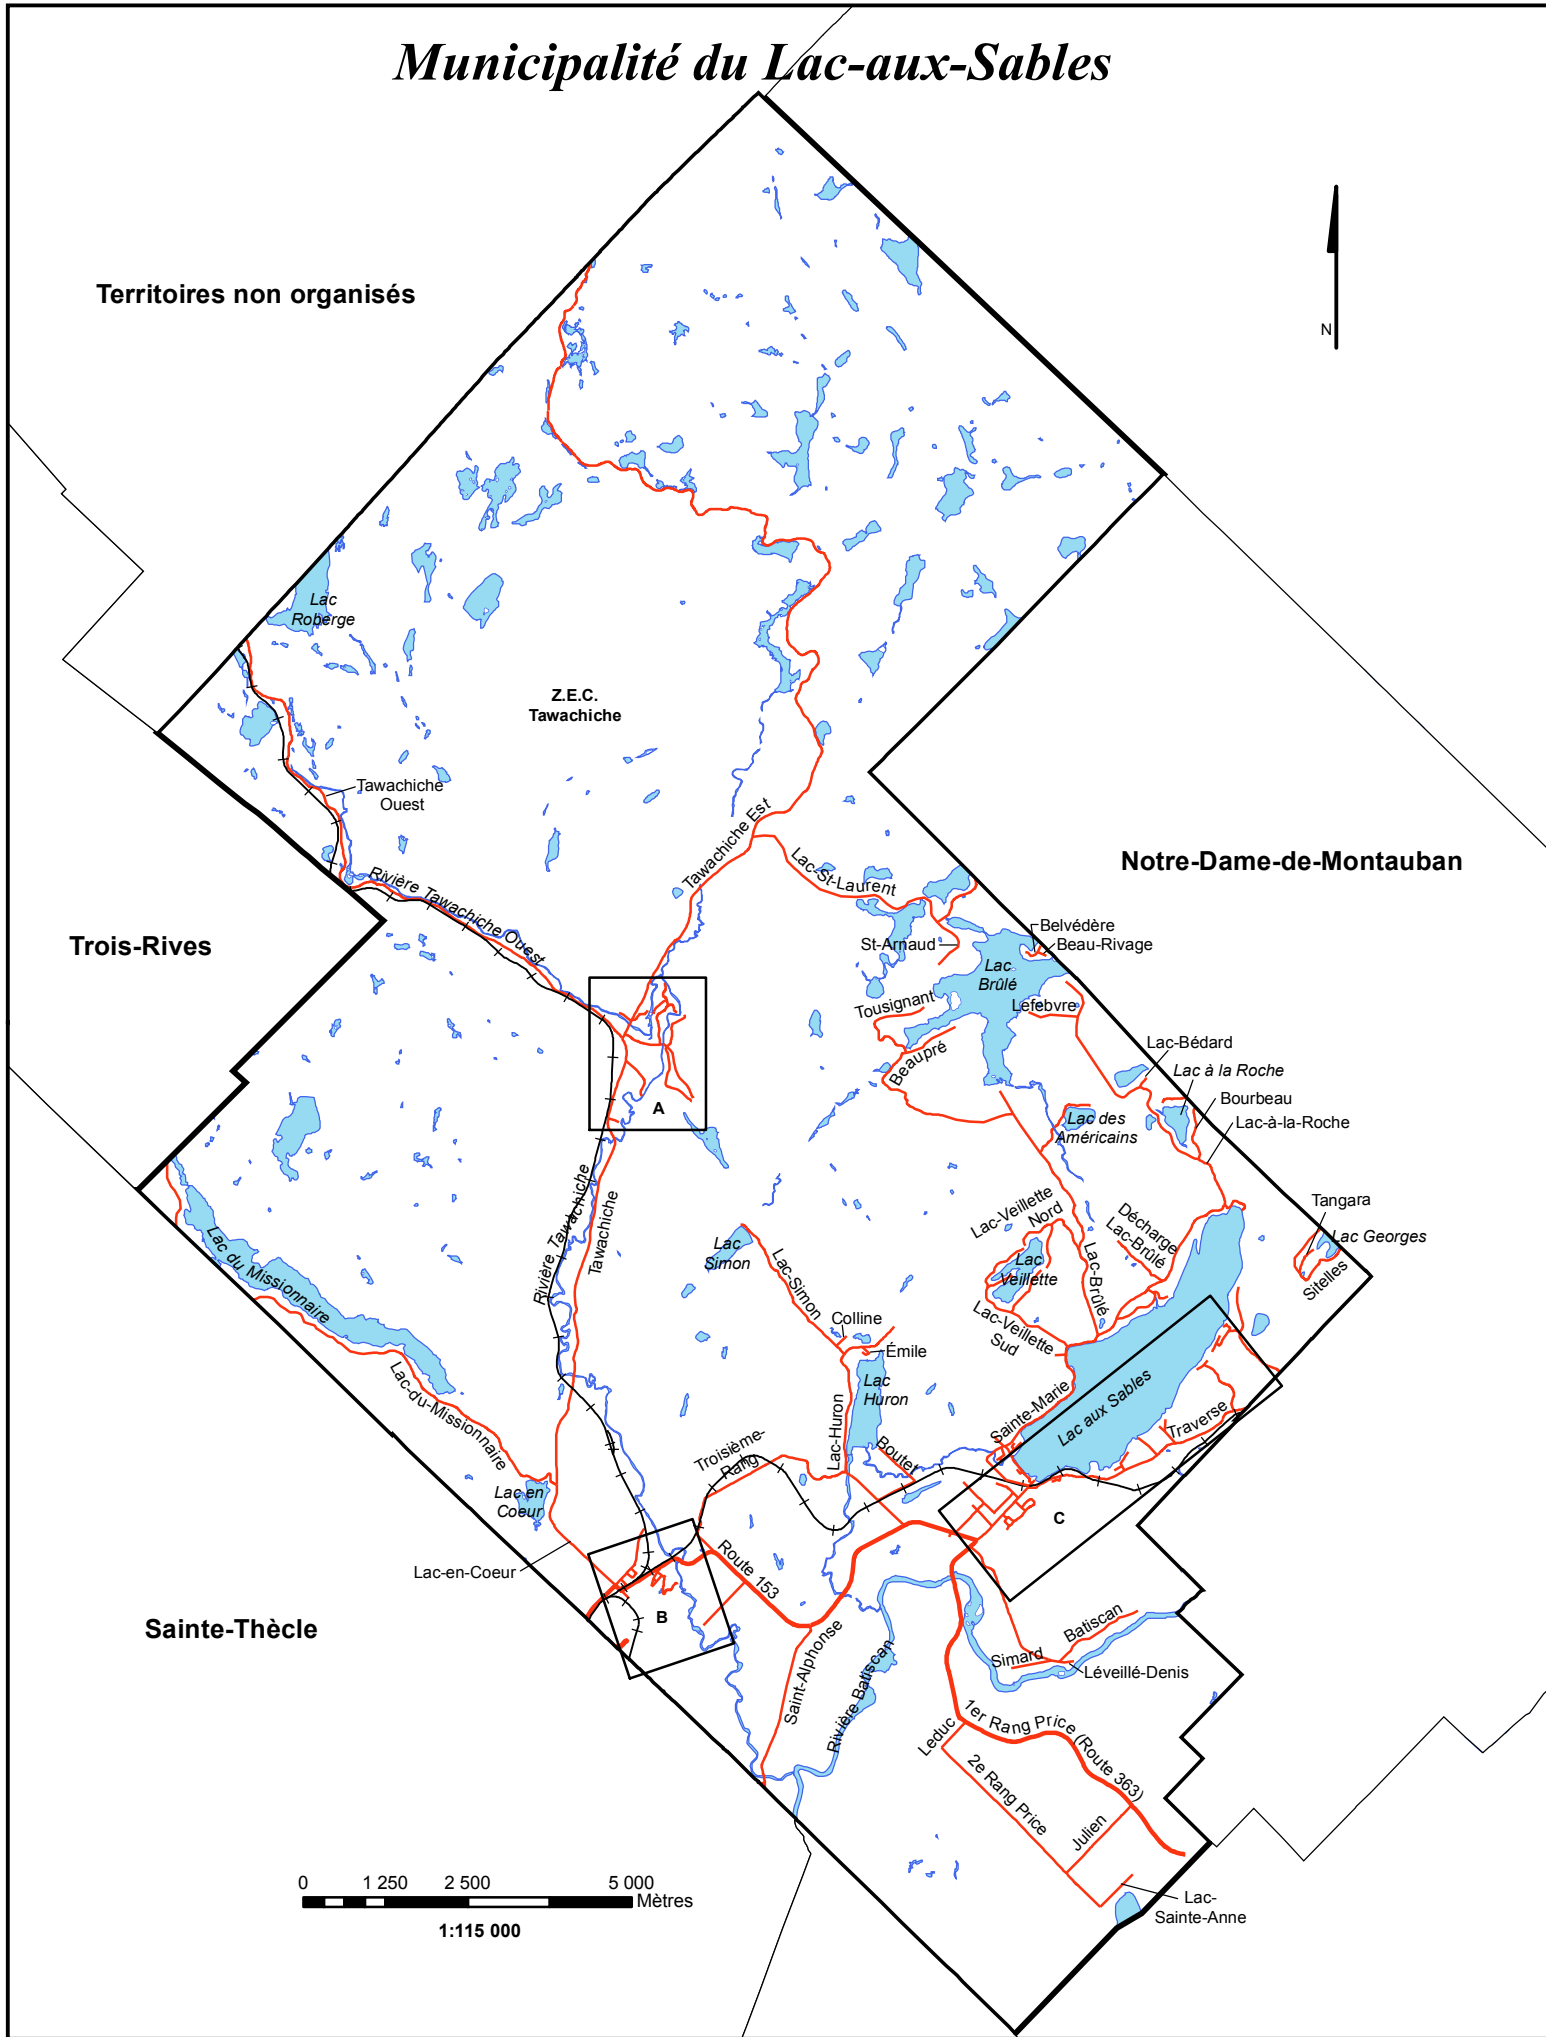 Municipalité du Lac-aux-Sables
Territoires non organisés
N
Lac
Roberge
Z.E.C.
Tawachiche
Tawachiche
Ouest
Tawachiche Est
Lac-St-Laurent
Notre-Dame-de-Montauban
Rivière Tawachiche Ouest
Trois-Rives
St-Arnaud
Belvédère
Beau-Rivage
Lac
Brûlé
Tousignant
Lefebvre
Beaupré
Lac-Bédard
Lac à la Roche
Bourbeau
Lac-à-la-Roche
A
Lac des
Américains
Rivière Tawachiche
Tawachiche
Lac-Veillette
Nord
Décharge
Lac-Brûlé
Tangara
Lac Georges
Sitelles
Lac
Simon
Lac-Simon
Lac
Veillette
Lac-Brûlé
Lac du Missionnaire
Colline
Émile
Lac-Veillette
Sud
Lac
Huron
Lac-du-Missionnaire
Lac-Huron
Sainte-Marie
Lac aux Sables
Traverse
Troisième-
Rang
Boutet
Lac en
Coeur
C
Lac-en-Coeur
Route 153
B
Sainte-Thècle
Saint-Alphonse
Rivière Batiscan
Batiscan
Simard
Léveillé-Denis
Leduc
1er Rang Price (Route 363)
2e Rang Price
Julien
Lac-
Sainte-Anne
0 1 250 2 500 5 000
Mètres
1:115 000